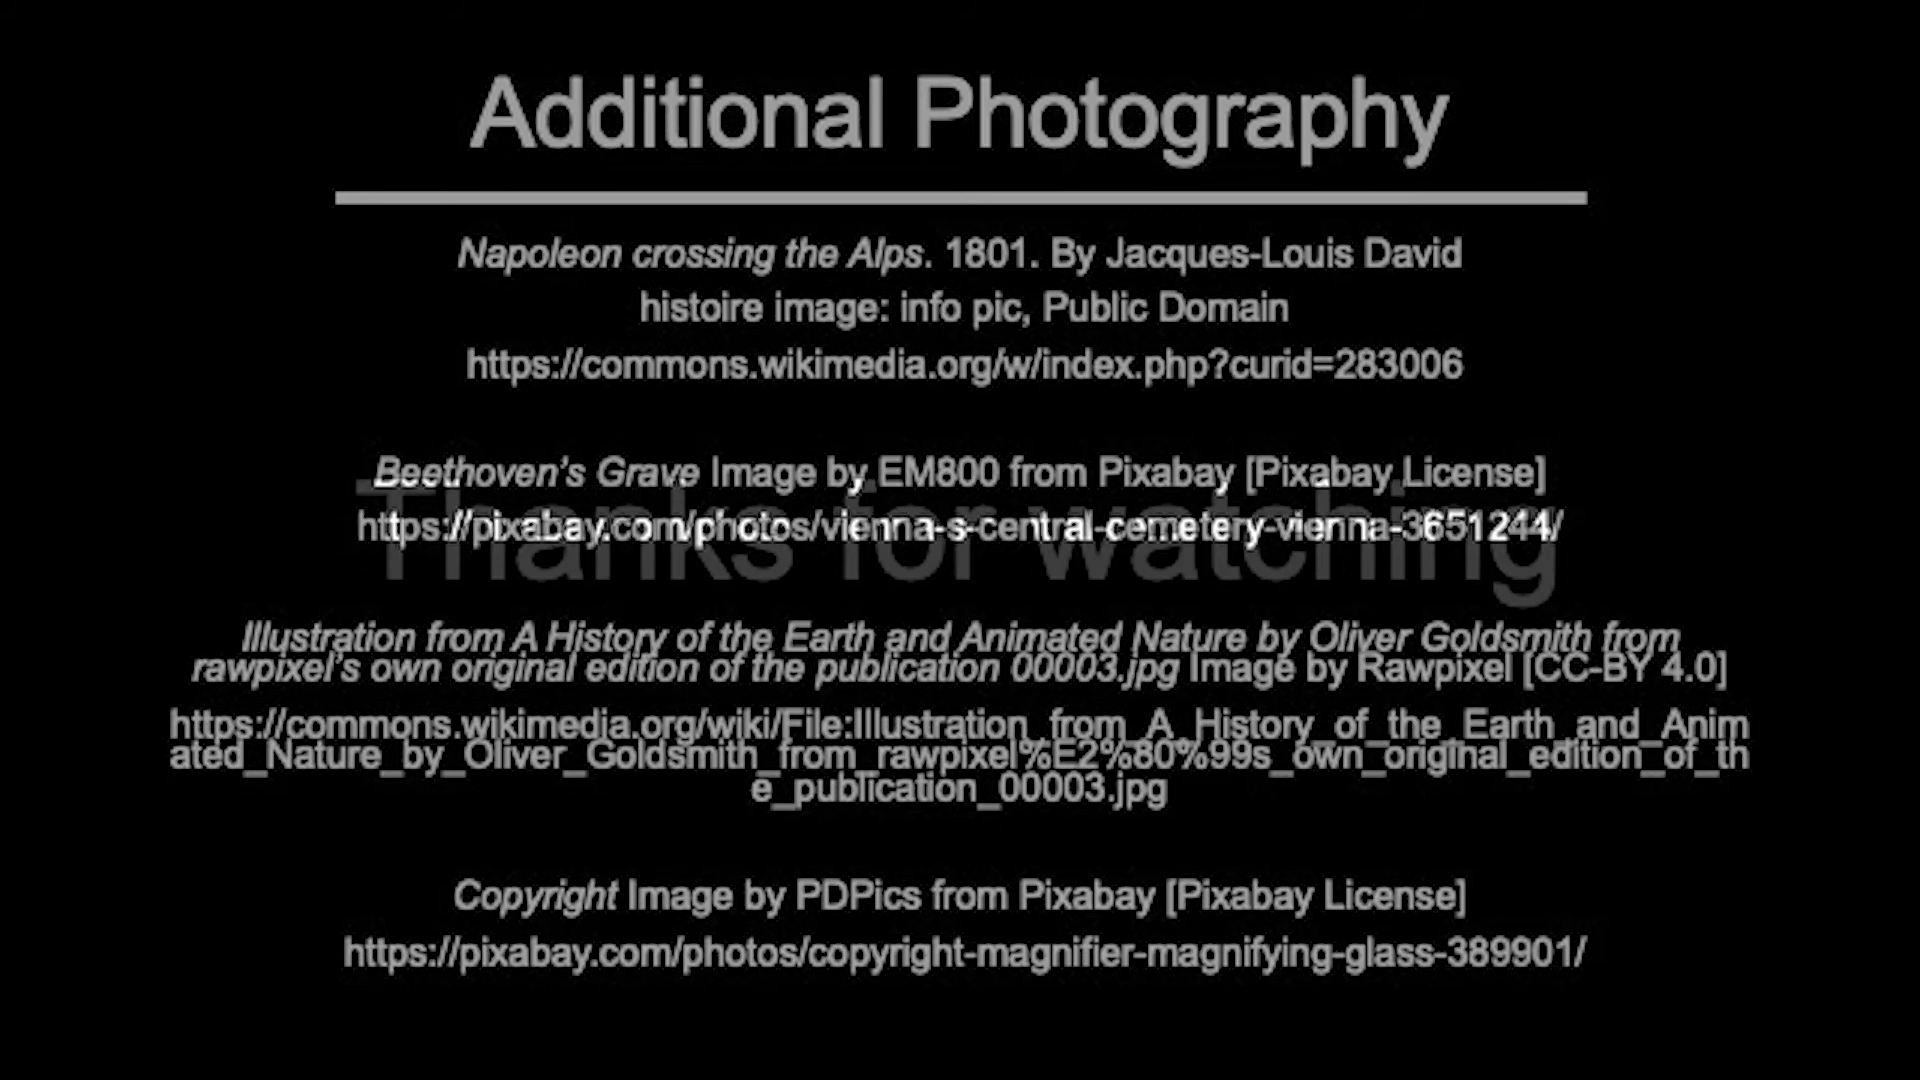 Additional Photography
Napoleon crossing the Alps. 1801. By Jacques-Louis David
histoire image: info pic, Public Domain
https://commons.wikimedia.org/w/index.php?curid=283006
Beethoven’s Grave Image by EM800 from Pixabay [Pixabay License]
https://pixabay.com/photos/vienna-s-central-cemetery-vienna-3651244/
Thanks for watching
Illustration from A History of the Earth and Animated Nature by Oliver Goldsmith from
rawpixel’s own original edition of the publication 00003.jpg Image by Rawpixel [CC-BY 4.0]
https://commons.wikimedia.org/wiki/File:Illustration_from_A_History_of_the_Earth_and_Anim
ated_Nature_by_Oliver_Goldsmith_from_rawpixel%E2%80%99s_own_original_edition_of_th
e_publication_00003.jpg
Copyright Image by PDPics from Pixabay [Pixabay License]
https://pixabay.com/photos/copyright-magnifier-magnifying-glass-389901/